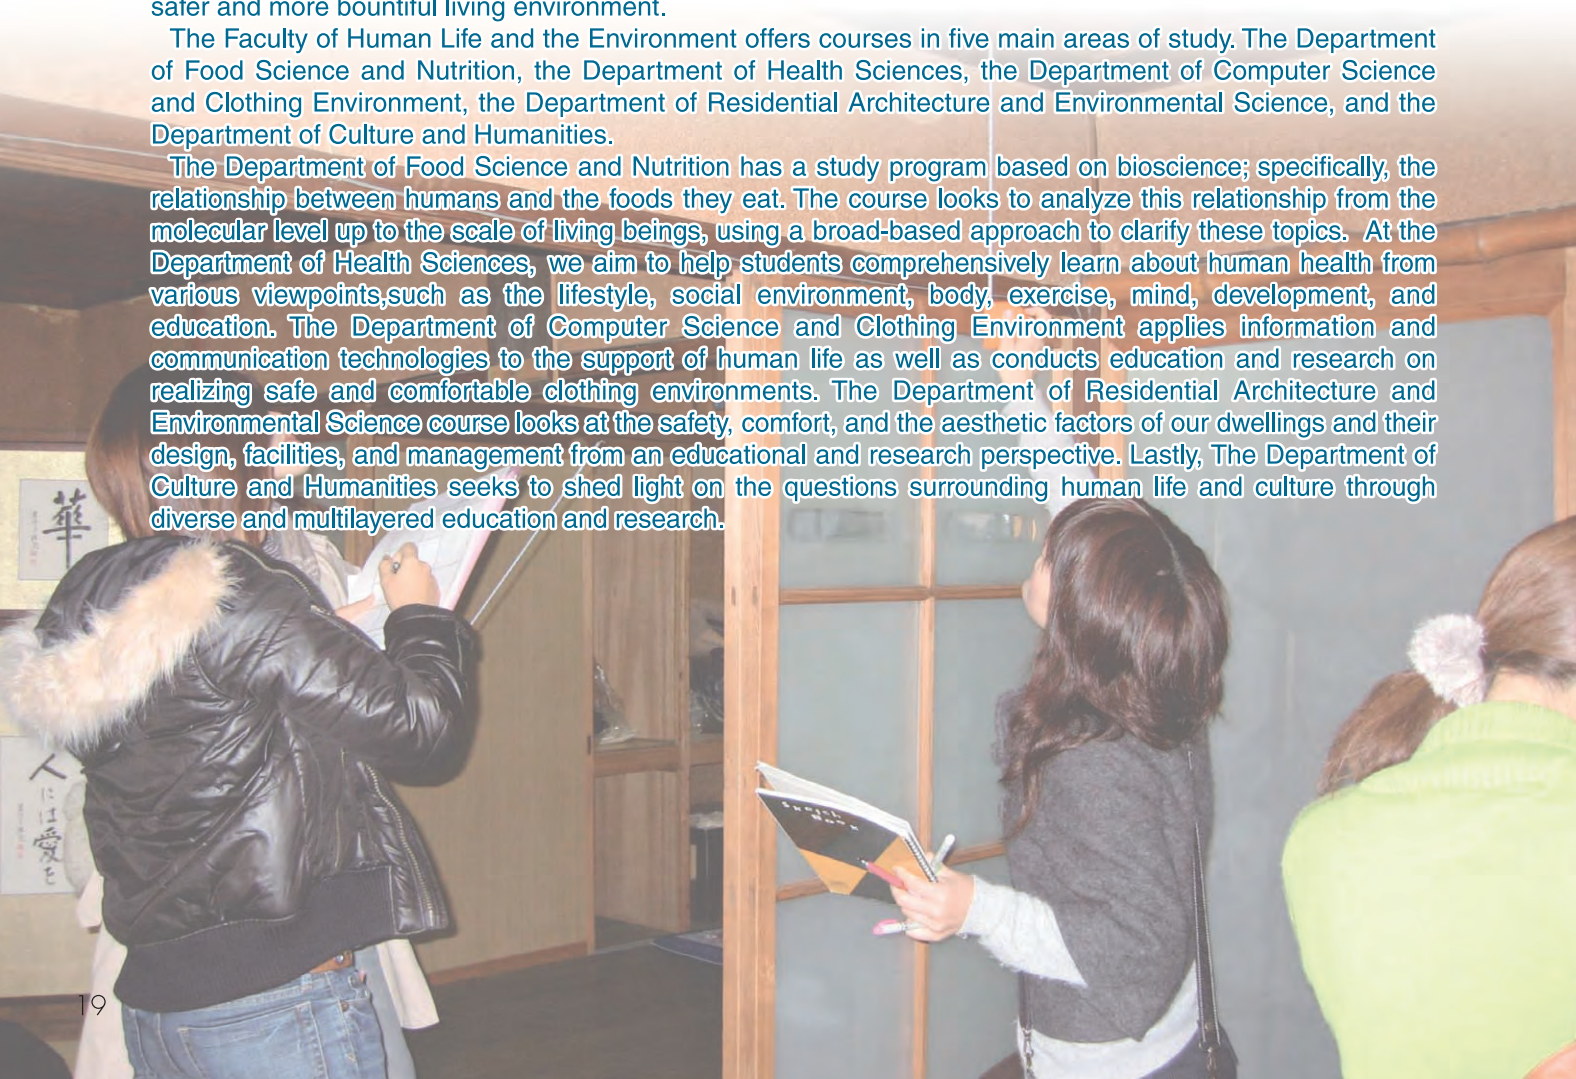 safer and more bountiful living environment.
The Faculty of Human Life and the Environment offers courses in five main areas of study. The Department
of Food Science and Nutrition, the Department of Health Sciences, the Department of Computer Science
and Clothing Environment, the Department of Residential Architecture and Environmental Science, and the
Department of Culture and Humanities.
The Department of Food Science and Nutrition has a study program based on bioscience; specifically, the
relationship between humans and the foods they eat. The course looks to analyze this relationship from the
molecular level up to the scale of living beings, using a broad-based approach to clarify these topics. At the
Department of Health Sciences, we aim to help students comprehensively learn about human health from
various viewpoints,such as the lifestyle, social environment, body, exercise, mind, development, and
education. The Department of Computer Science and Clothing Environment applies information and
communication technologies to the support of human life as well as conducts education and research on
realizing safe and comfortable clothing environments. The Department of Residential Architecture and
Environmental Science course looks at the safety, comfort, and the aesthetic factors of our dwellings and their
design, facilities, and management from an educational and research perspective. Lastly, The Department of
Culture and Humanities seeks to shed light on the questions surrounding human life and culture through
diverse and multilayered education and research.
華
人には愛を
Sketch
Book
19